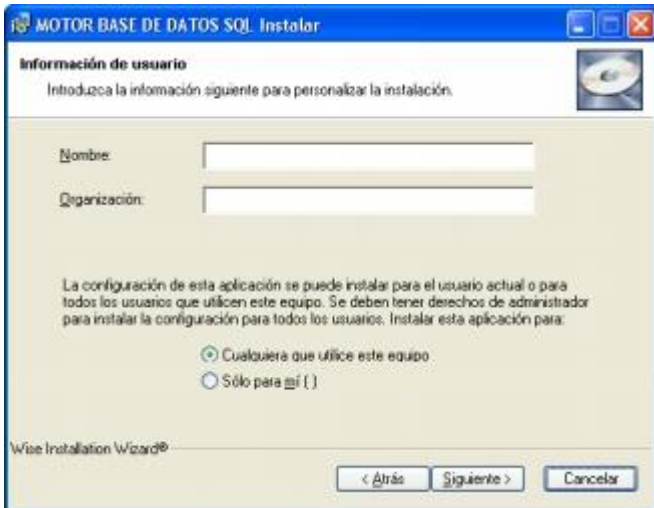 MOTOR BASE DE DATOS SQL Instalar
Información de usuario
Introduzca la información siguiente para personalizar la instalación.
Nombre:
Organización:
La configuración de esta aplicación se puede instalar para el usuario actual o para
todos los usuarios que utilicen este equipo. Se deben tener derechos de administrador
para instalar la configuración para todos los usuarios. Instalar esta aplicación para:
Cualquiera que utilice este equipo
Sólo para mí ( )
Wise Installation Wizard®
< Atrás Siguiente > Cancelar